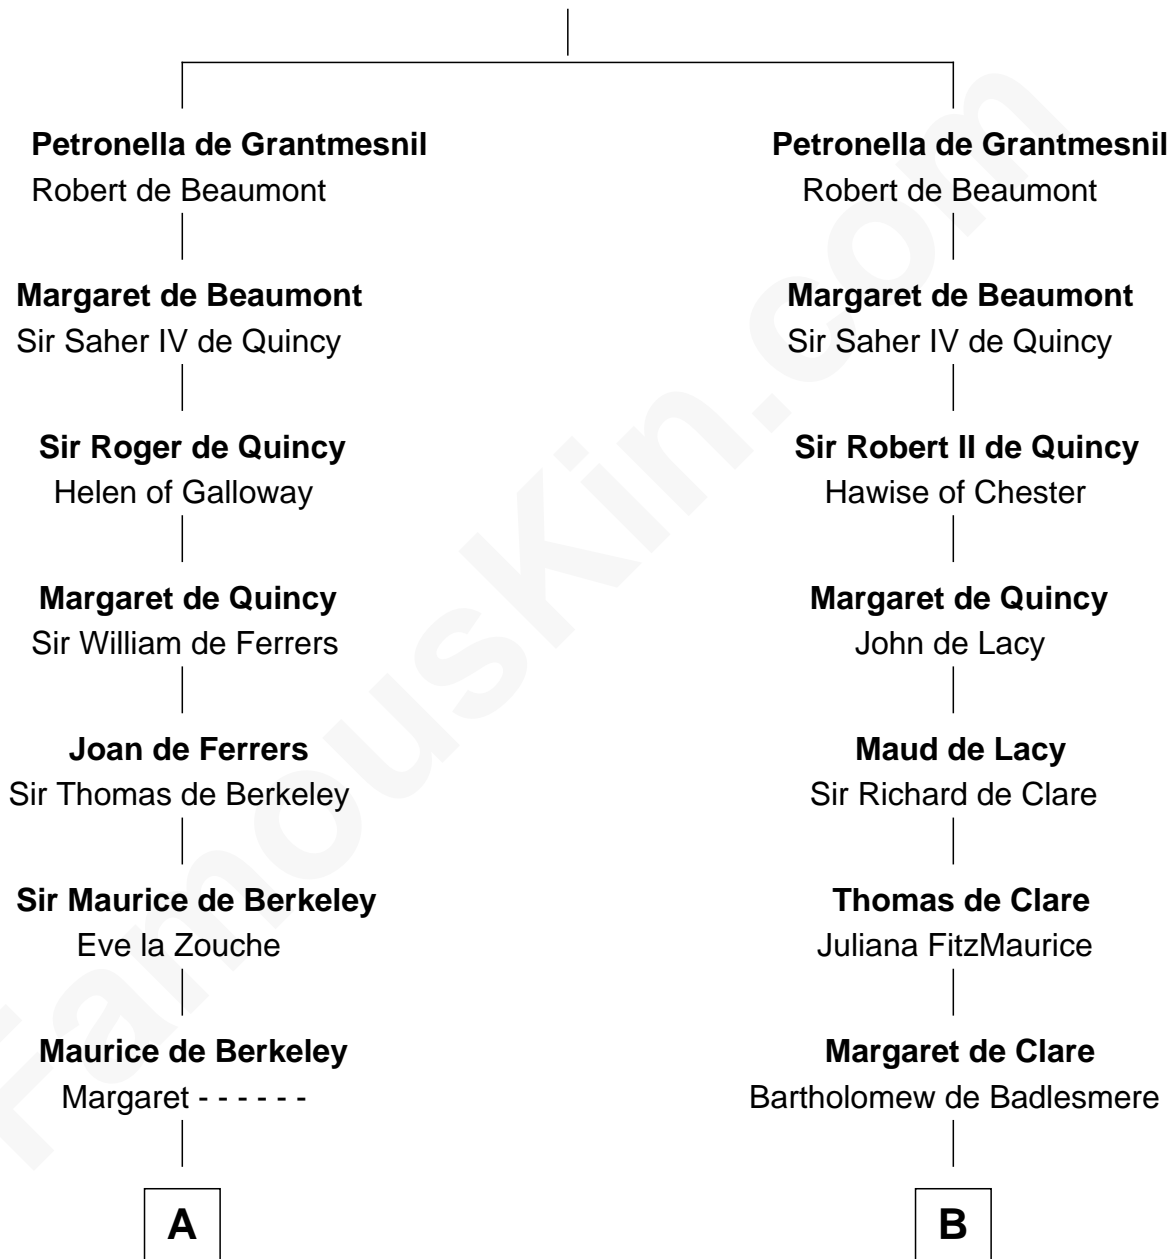 Petronella de Grantmesnil
Robert de Beaumont
Margaret de Beaumont
Sir Saher IV de Quincy
Sir Roger de Quincy
Helen of Galloway
Margaret de Quincy
Sir William de Ferrers
Joan de Ferrers
Sir Thomas de Berkeley
Sir Maurice de Berkeley
Eve la Zouche
Maurice de Berkeley
Margaret - - - - - -
A
Petronella de Grantmesnil
Robert de Beaumont
Margaret de Beaumont
Sir Saher IV de Quincy
Sir Robert II de Quincy
Hawise of Chester
Margaret de Quincy
John de Lacy
Maud de Lacy
Sir Richard de Clare
Thomas de Clare
Juliana FitzMaurice
Margaret de Clare
Bartholomew de Badlesmere
B
FamousKin.com